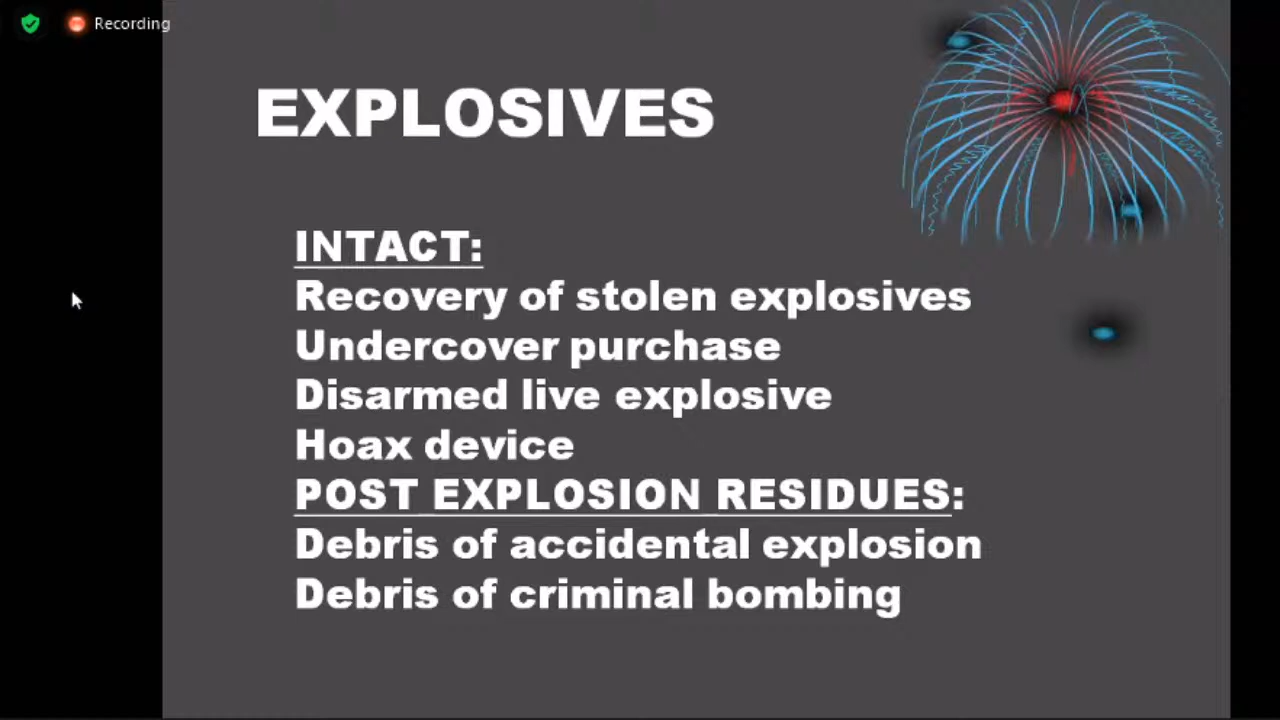 Recording
EXPLOSIVES
INTACT:
Recovery of stolen explosives
Undercover purchase
Disarmed live explosive
Hoax device
POST EXPLOSION RESIDUES:
Debris of accidental explosion
Debris of criminal bombing